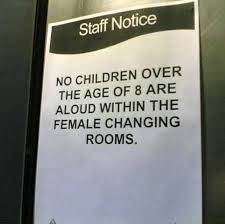 Staff Notice
NO CHILDREN OVER
THE AGE OF 8 ARE
ALOUD WITHIN THE
FEMALE CHANGING
ROOMS.